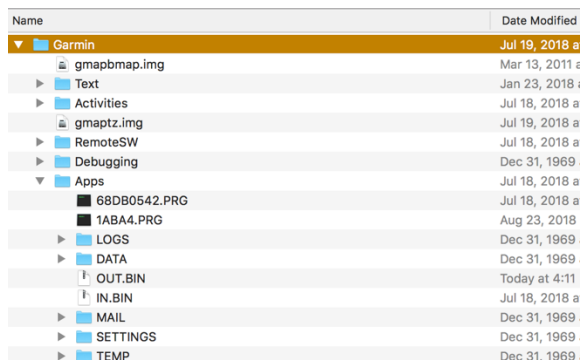 Name Date Modified
Garmin Jul 19, 2018 a
gmapbmap.img Mar 13, 2011 a
Text Jan 23, 2018 a
Activities Jul 18, 2018 a
gmaptz.img Jul 19, 2018 a
RemoteSW Jul 18, 2018 a
Debugging Dec 31, 1969
Apps Jul 18, 2018 a
68DB0542.PRG Jul 18, 2018 a
1ABA4.PRG Aug 23, 2018
LOGS Dec 31, 1969
DATA Dec 31, 1969
OUT.BIN Today at 4:11
IN.BIN Jul 18, 2018 a
MAIL Dec 31, 1969
SETTINGS Dec 31, 1969
TEMP Dec 31, 1969